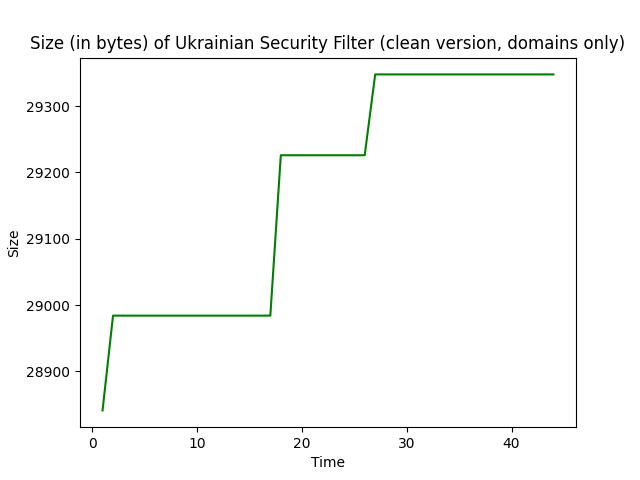 Size (in bytes) of Ukrainian Security Filter (clean version, domains only)
29300
29200
29100
29000
28900
Size
0 10 20 30 40
Time